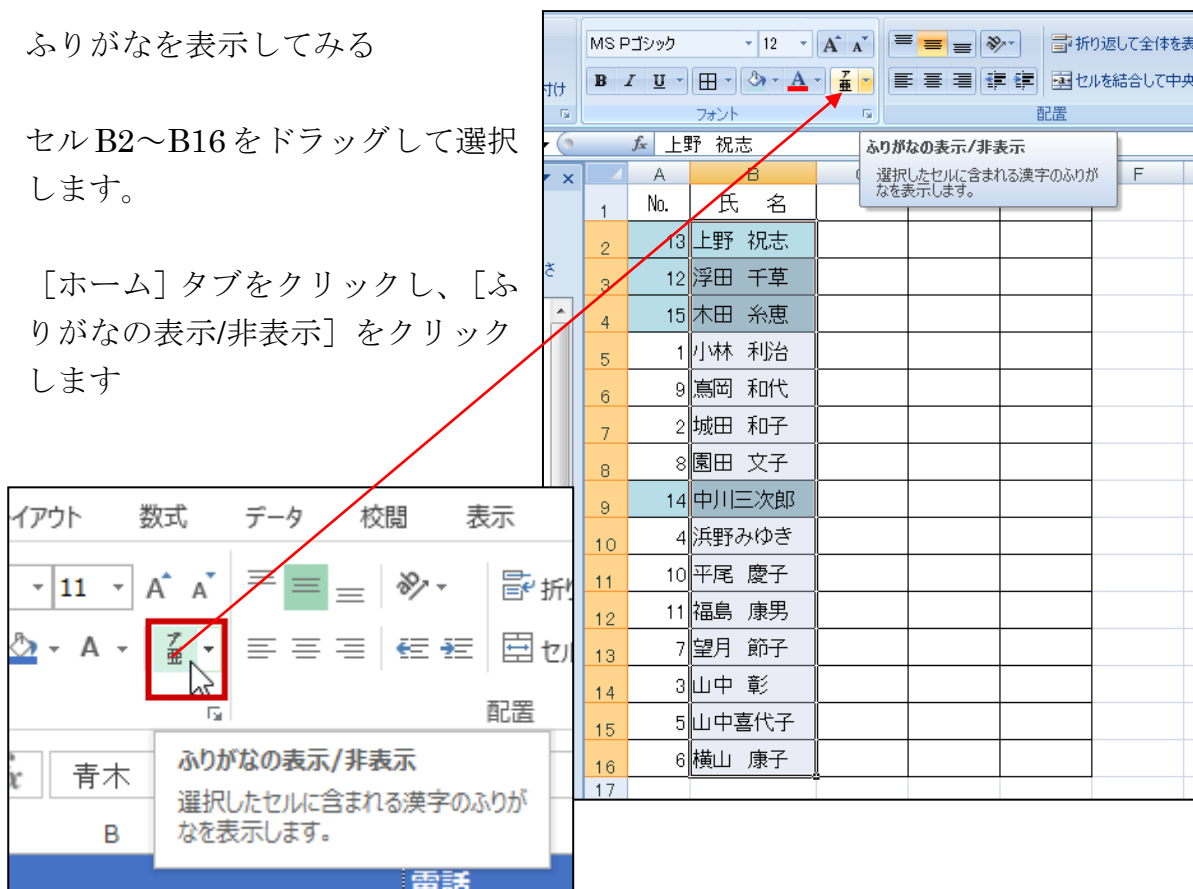 ふりがなを表示してみる
セル B2～B16 をドラッグして選択
します。
［ホーム］タブをクリックし、［ふ
りがなの表示/非表示］をクリック
します
MS Pゴシック 12 A A 折り返して全体を表
付け B I U A ア亜 セルを結合して中央
フォント 配置
fx 上野 祝志
ふりがなの表示/非表示
選択したセルに含まれる漢字のふりが
なを表示します。
A B F
1 No. 氏 名
2 13 上野 祝志
3 12 浮田 千草
4 15 木田 糸恵
5 1 小林 利治
6 9 嶌岡 和代
7 2 城田 和子
8 8 園田 文子
9 14 中川三次郎
10 4 浜野みゆき
11 10 平尾 慶子
12 11 福島 康男
13 7 望月 節子
14 3 山中 彰
15 5 山中喜代子
16 6 横山 康子
17
さ
イアウト 数式 データ 校閲 表示
11 A A 折り
A ア亜 セル
配置
青木
ふりがなの表示/非表示
選択したセルに含まれる漢字のふりが
なを表示します。
B
電話